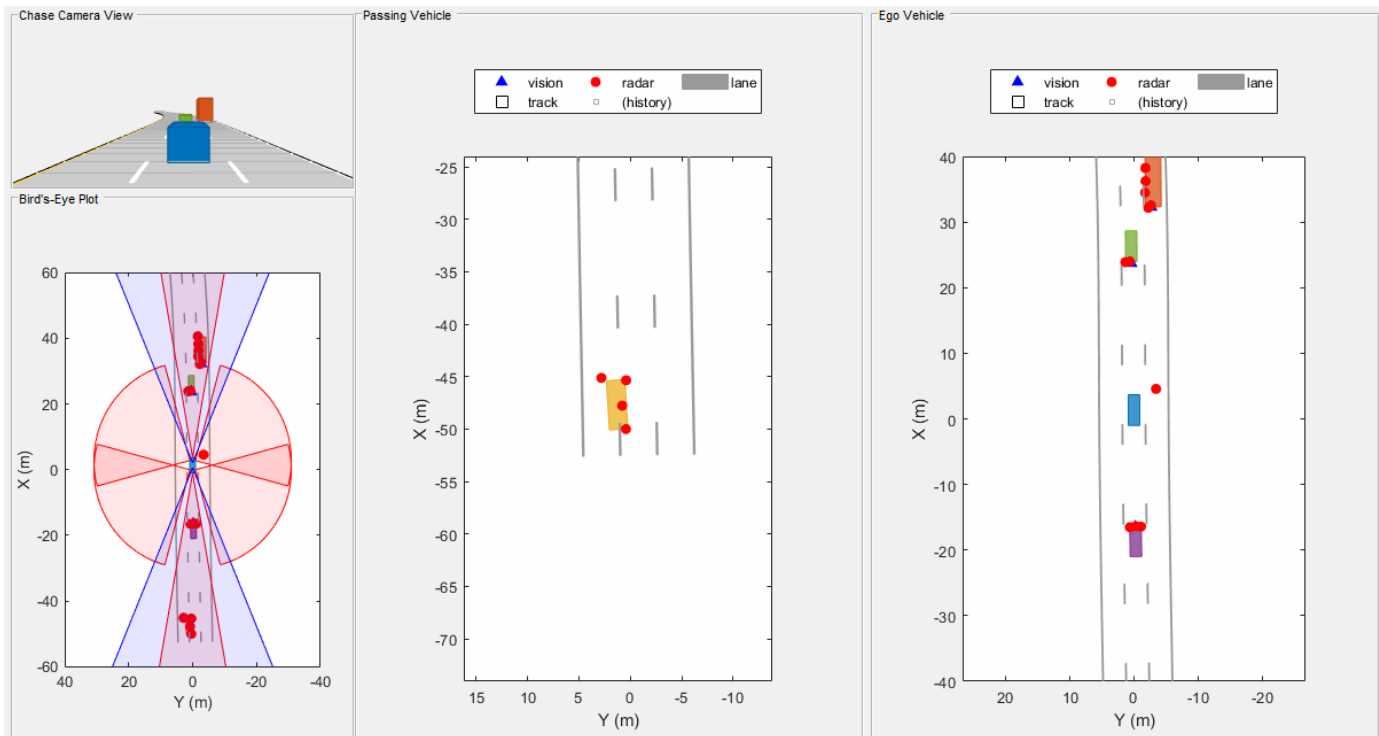 Chase Camera View
Bird's-Eye Plot
60
40
20
0
-20
-40
-60
X (m)
40 20 0 -20 -40
Y (m)
Passing Vehicle
vision radar lane
track (history)
-25
-30
-35
-40
-45
-50
-55
-60
-65
-70
X (m)
15 10 5 0 -5 -10
Y (m)
Ego Vehicle
vision radar lane
track (history)
40
30
20
10
0
-10
-20
-30
-40
X (m)
20 10 0 -10 -20
Y (m)